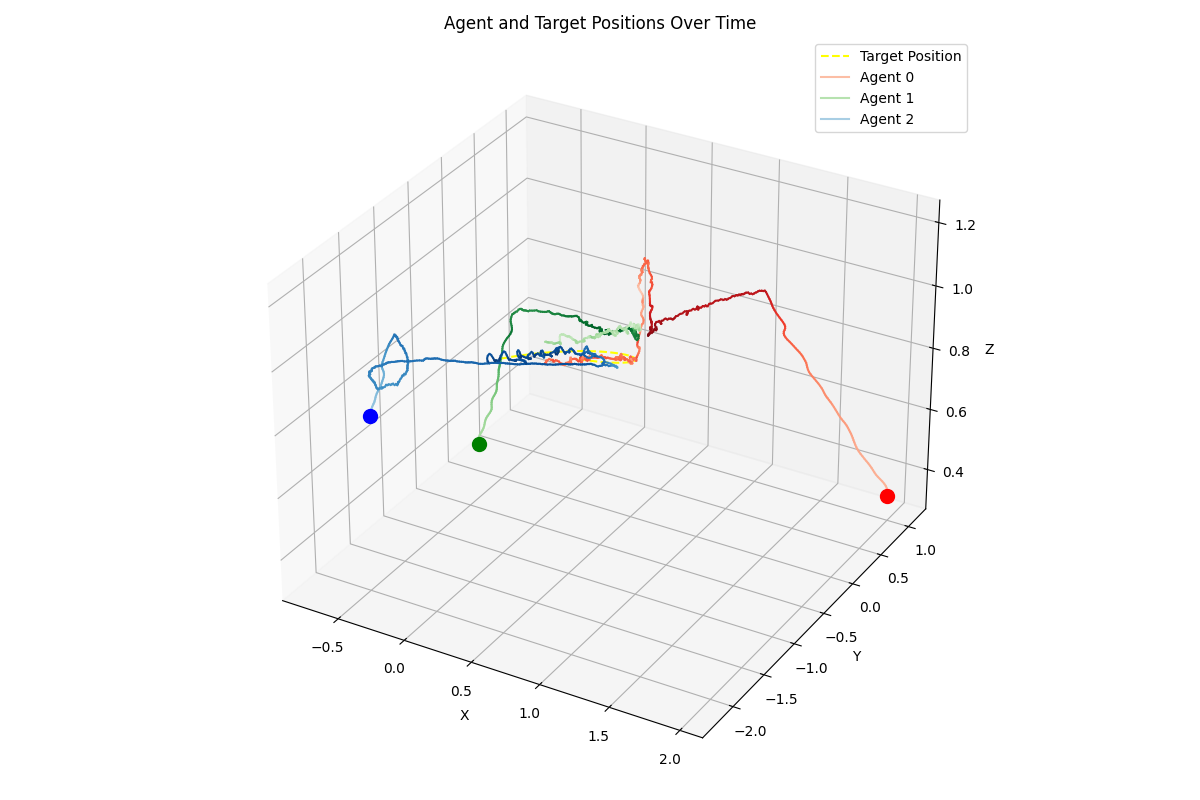 Agent and Target Positions Over Time
Target Position
Agent 0
Agent 1
Agent 2
1.2
1.0
0.8
0.6
0.4
Z
1.0
0.5
0.0
−0.5
−1.0
−1.5
−2.0
Y
−0.5
0.0
0.5
1.0
1.5
2.0
X